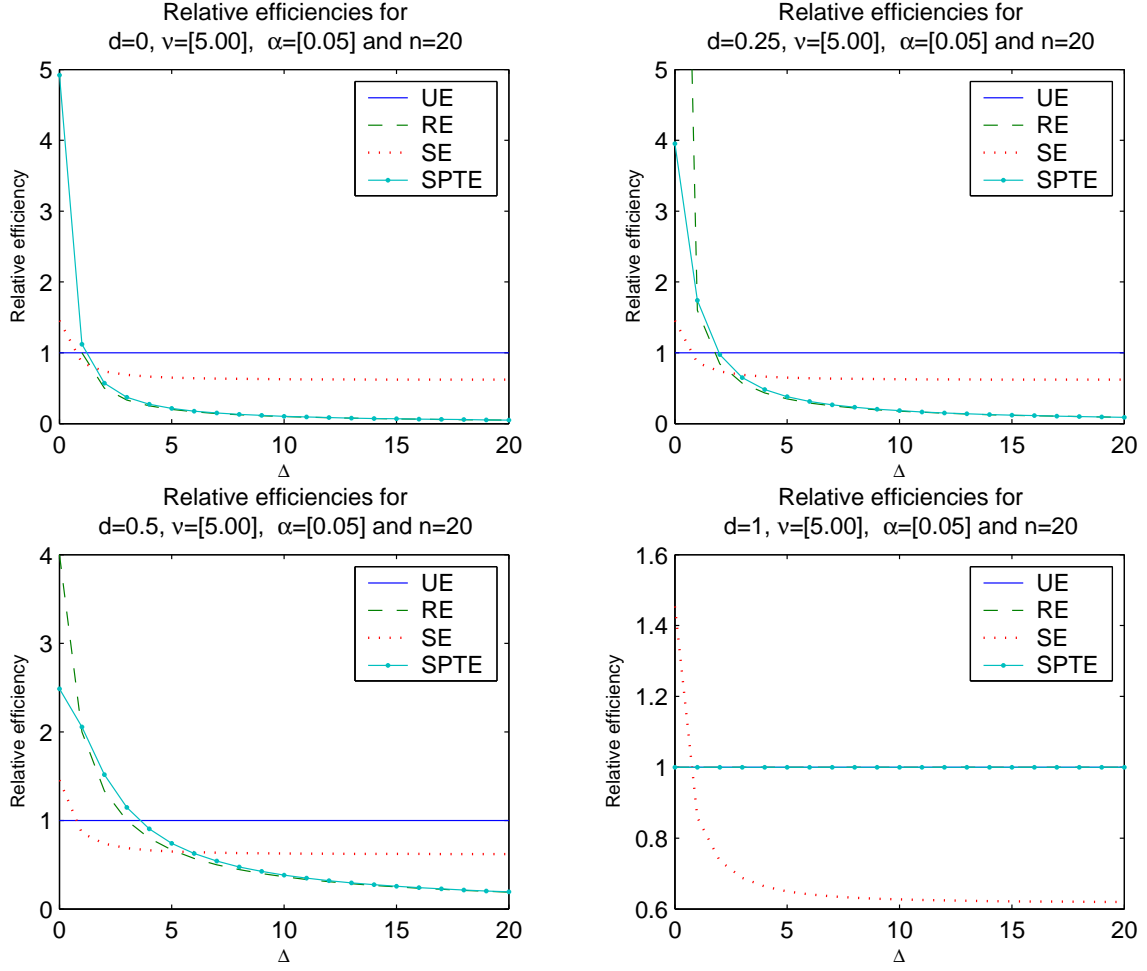 Relative efficiencies for
d=0, ν=[5.00],  α=[0.05] and n=20
5
4
3
2
1
0
Relative efficiency
UE
RE
SE
SPTE
0
5
10
15
20
Δ
Relative efficiencies for
d=0.25, ν=[5.00],  α=[0.05] and n=20
5
4
3
2
1
0
Relative efficiency
UE
RE
SE
SPTE
0
5
10
15
20
Δ
Relative efficiencies for
d=0.5, ν=[5.00],  α=[0.05] and n=20
4
3
2
1
0
Relative efficiency
UE
RE
SE
SPTE
0
5
10
15
20
Δ
Relative efficiencies for
d=1, ν=[5.00],  α=[0.05] and n=20
1.6
1.4
1.2
1
0.8
0.6
Relative efficiency
UE
RE
SE
SPTE
0
5
10
15
20
Δ